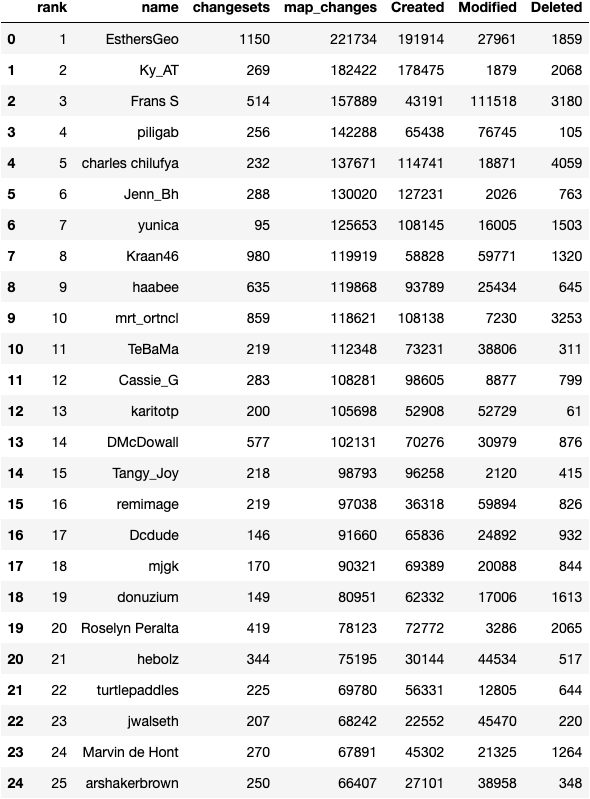 rank name changesets map_changes Created Modified Deleted
0 1 EsthersGeo 1150 221734 191914 27961 1859
1 2 Ky_AT 269 182422 178475 1879 2068
2 3 Frans S 514 157889 43191 111518 3180
3 4 piligab 256 142288 65438 76745 105
4 5 charles chilufya 232 137671 114741 18871 4059
5 6 Jenn_Bh 288 130020 127231 2026 763
6 7 yunica 95 125653 108145 16005 1503
7 8 Kraan46 980 119919 58828 59771 1320
8 9 haabee 635 119868 93789 25434 645
9 10 mrt_ortncl 859 118621 108138 7230 3253
10 11 TeBaMa 219 112348 73231 38806 311
11 12 Cassie_G 283 108281 98605 8877 799
12 13 karitotp 200 105698 52908 52729 61
13 14 DMcDowall 577 102131 70276 30979 876
14 15 Tangy_Joy 218 98793 96258 2120 415
15 16 remimage 219 97038 36318 59894 826
16 17 Dcdude 146 91660 65836 24892 932
17 18 mjgk 170 90321 69389 20088 844
18 19 donuzium 149 80951 62332 17006 1613
19 20 Roselyn Peralta 419 78123 72772 3286 2065
20 21 hebolz 344 75195 30144 44534 517
21 22 turtlepaddles 225 69780 56331 12805 644
22 23 jwalseth 207 68242 22552 45470 220
23 24 Marvin de Hont 270 67891 45302 21325 1264
24 25 arshakerbrown 250 66407 27101 38958 348